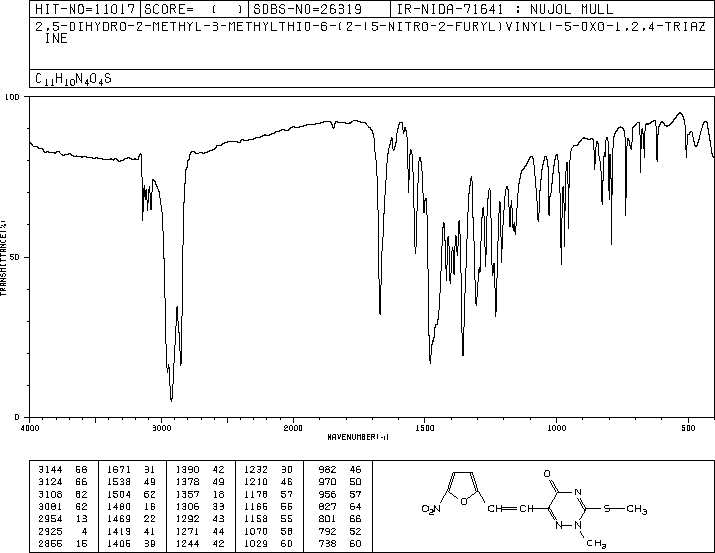 HIT-NO=11017 SCORE= ( ) SDBS-NO=26319 IR-NIDA-71641 : NUJOL MULL
2,5-DIHYDRO-2-METHYL-3-METHYLTHIO-6-(2-(5-NITRO-2-FURYL)VINYL)-5-OXO-1,2,4-TRIAZ
INE
C11H10N4O4S
100
50
0
TRANSMITTANCE(%)
4000 3000 2000 1500 1000 500
WAVENUMBER(-1)
3144 68 1671 31 1390 42 1232 30 982 46
3124 66 1538 49 1378 49 1210 46 970 50
3108 62 1504 62 1357 18 1178 57 956 57
3081 62 1480 16 1306 33 1166 55 827 64
2954 13 1469 22 1292 43 1158 55 801 66
2925 4 1419 41 1271 44 1070 58 792 52
2855 15 1405 39 1244 42 1029 60 738 60
O
NO2 O N S CH3
N N
CH3